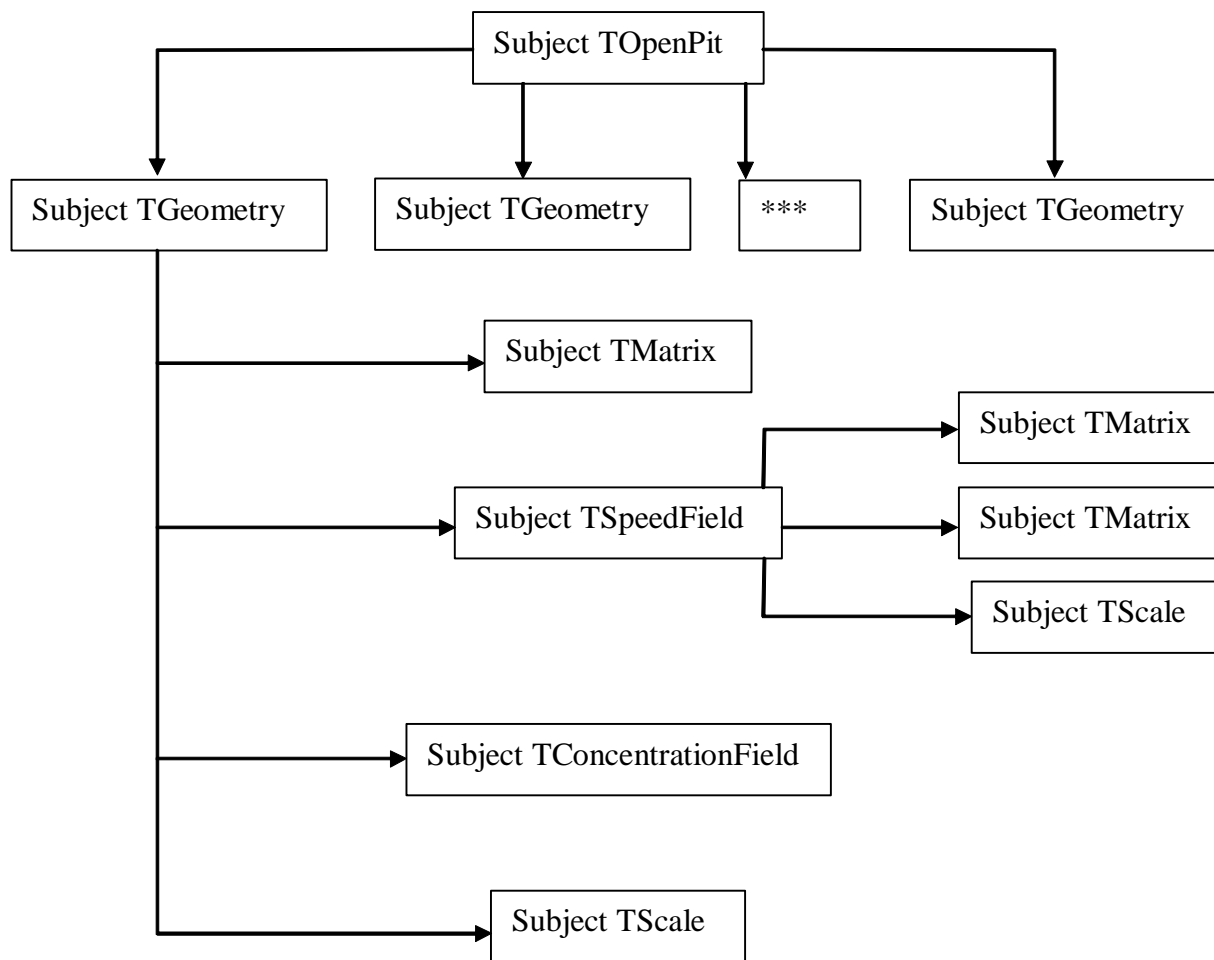 Subject TOpenPit
Subject TGeometry
Subject TGeometry
***
Subject TGeometry
Subject TMatrix
Subject TMatrix
Subject TSpeedField
Subject TMatrix
Subject TScale
Subject TConcentrationField
Subject TScale